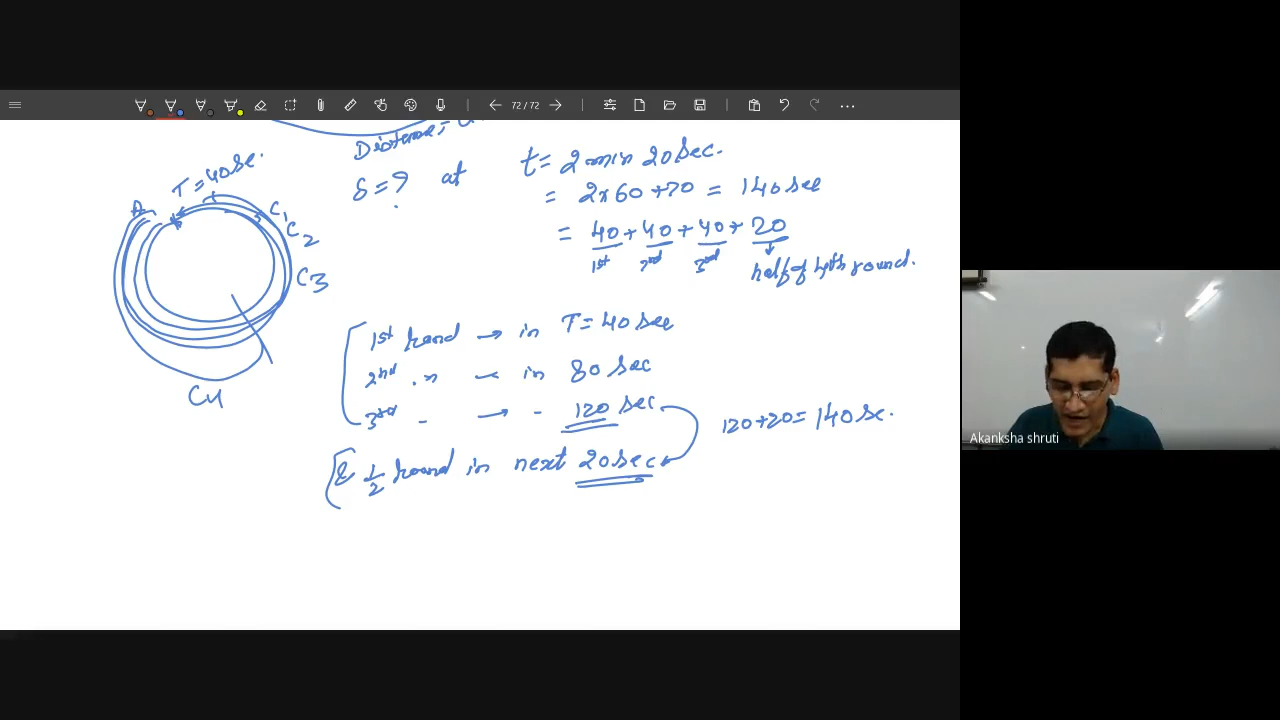 72 / 72
Distance,
T = 40 Sec.
A
C1
C2
C3
C4
S = ? at t = 2 min 20 Sec.
= 2 x 60 + 20 = 140 sec
= 40 + 40 + 40 + 20
1st 2nd 3rd half of 4th round.
1st round → in T = 40 sec
2nd . n in 80 sec
3rd - → - 120 sec
120 + 20 = 140 se.
& 1/2 round in next 20 sec
Akanksha shruti